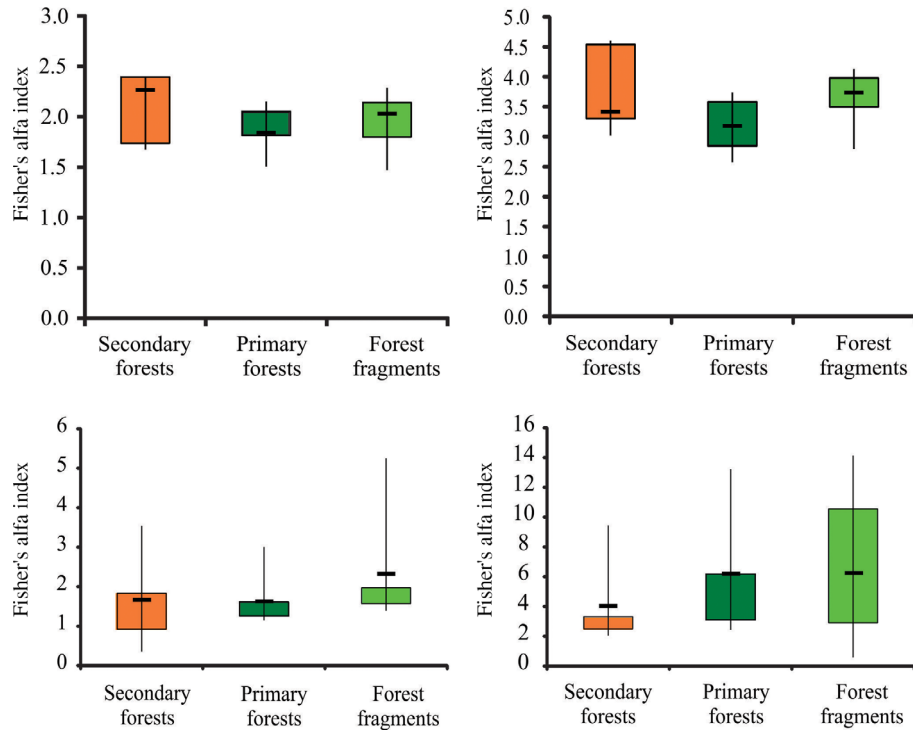 Fisher's alfa index
3.0
2.5
2.0
1.5
1.0
0.5
0.0
Secondary forests
Primary forests
Forest fragments
Fisher's alfa index
5.0
4.5
4.0
3.5
3.0
2.5
2.0
1.5
1.0
0.5
0.0
Secondary forests
Primary forests
Forest fragments
Fisher's alfa index
6
5
4
3
2
1
0
Secondary forests
Primary forests
Forest fragments
Fisher's alfa index
16
14
12
10
8
6
4
2
0
Secondary forests
Primary forests
Forest fragments